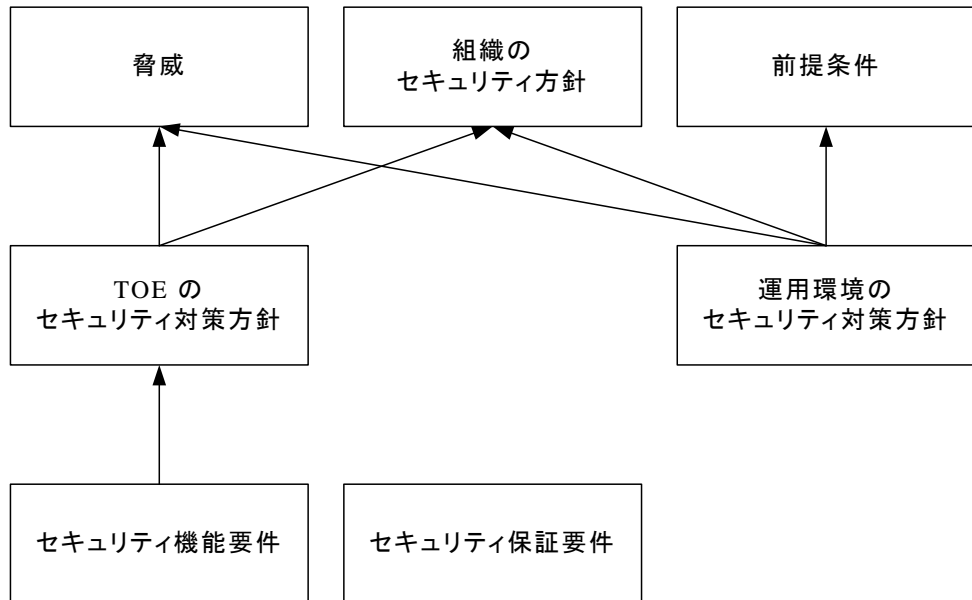 脅威
組織の
セキュリティ方針
前提条件
TOE の
セキュリティ対策方針
運用環境の
セキュリティ対策方針
セキュリティ機能要件
セキュリティ保証要件